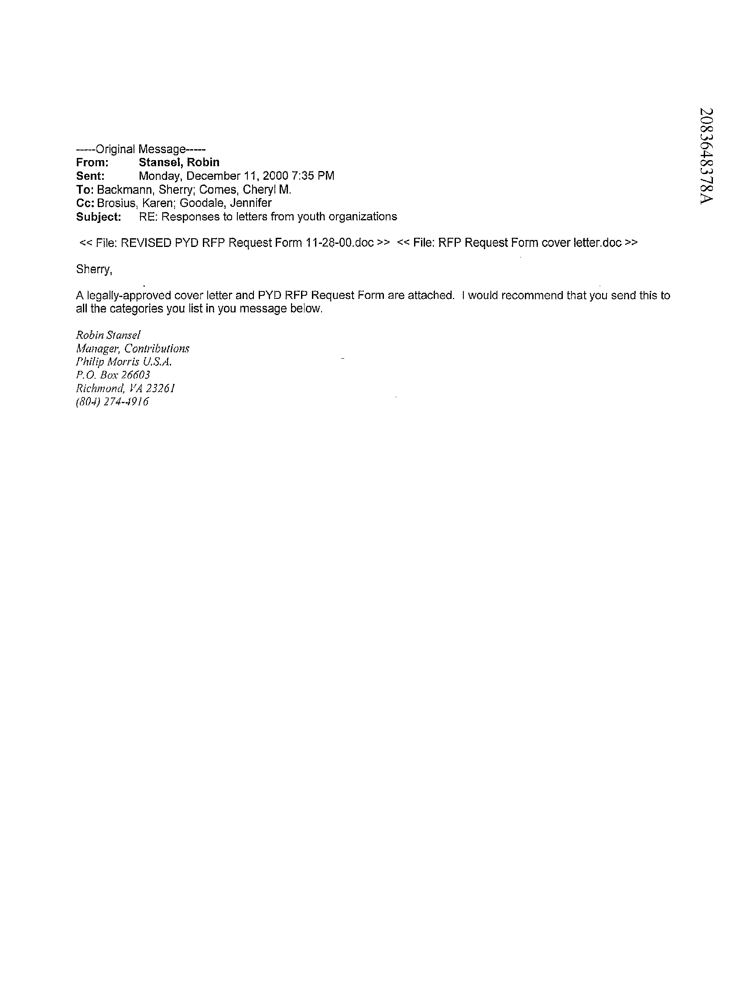 -----Original Message-----
From: Stansel, Robin
Sent: Monday, December 11, 2000 7:35 PM
To: Backmann, Sherry; Comes, Cheryl M.
Cc: Brosius, Karen; Goodale, Jennifer
Subject: RE: Responses to letters from youth organizations
<< File: REVISED PYD RFP Request Form 11-28-00.doc >> << File: RFP Request Form cover letter.doc >>
Sherry,
A legally-approved cover letter and PYD RFP Request Form are attached. I would recommend that you send this to
all the categories you list in you message below.
Robin Stansel
Manager, Contributions
Philip Morris U.S.A.
P.O. Box 26603
Richmond, VA 23261
(804) 274-4916
2083648378A